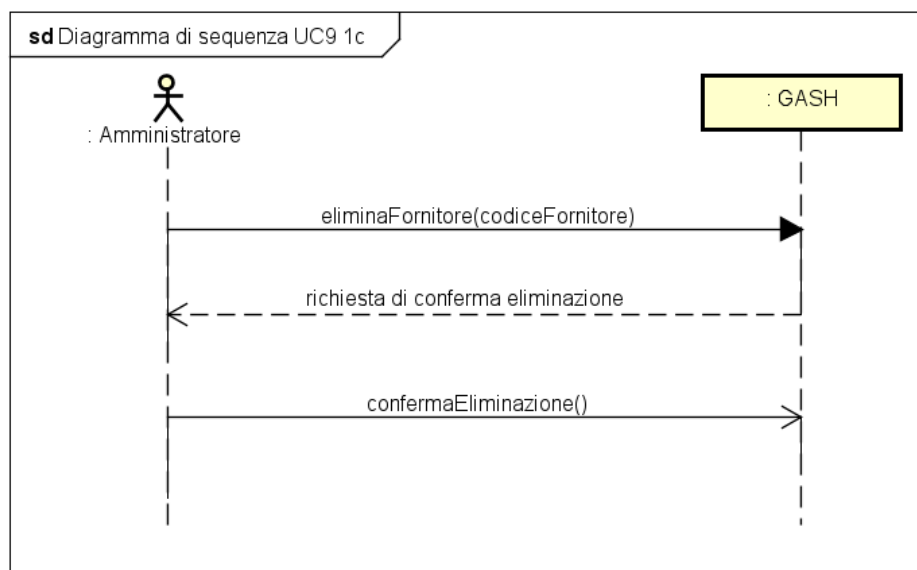 sd Diagramma di sequenza UC9 1c
: Amministratore
: GASH
eliminaFornitore(codiceFornitore)
richiesta di conferma eliminazione
confermaEliminazione()